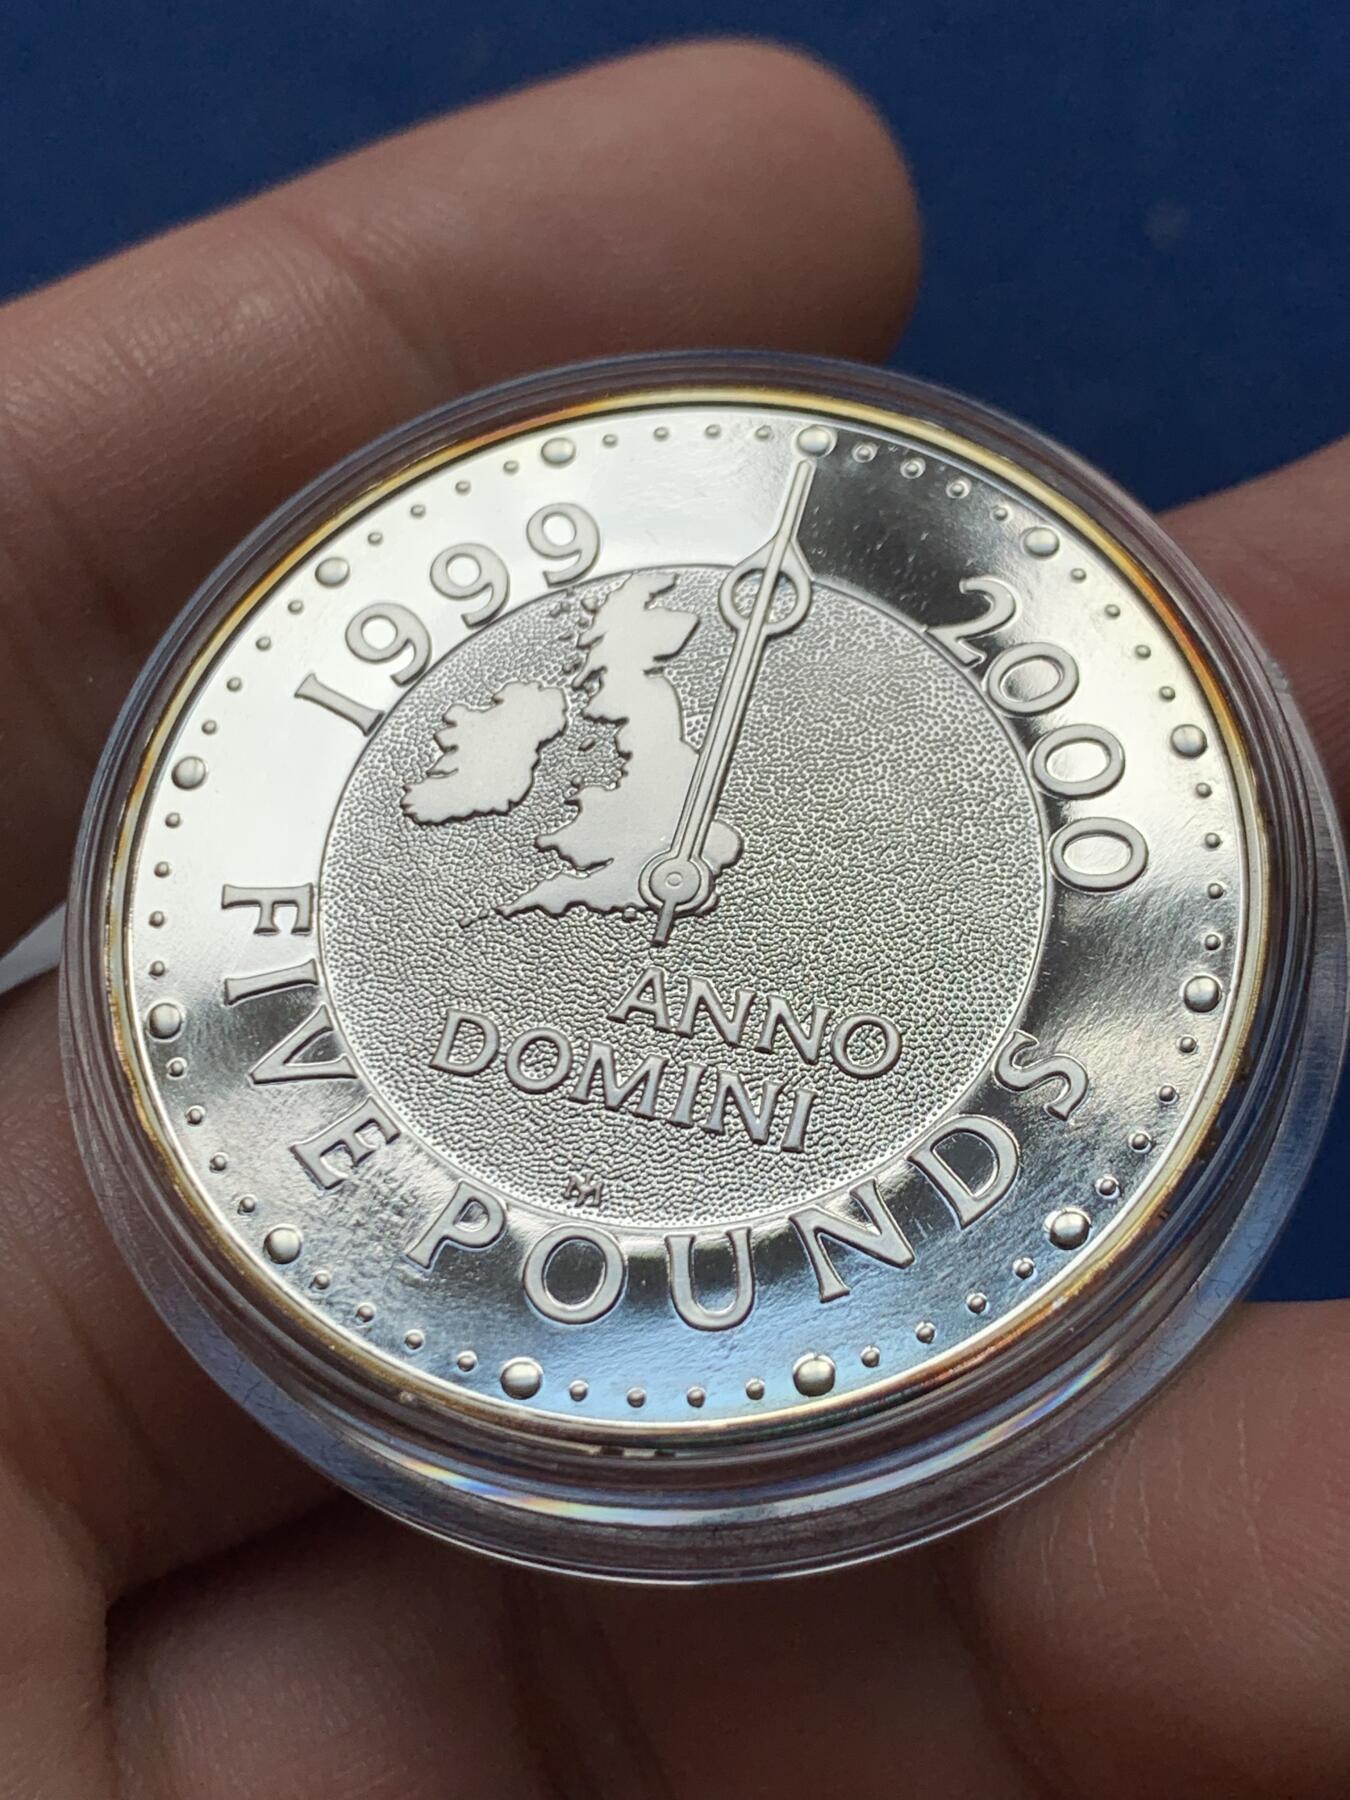 1999
2000
ANNO
DOMINI
FIVE POUNDS